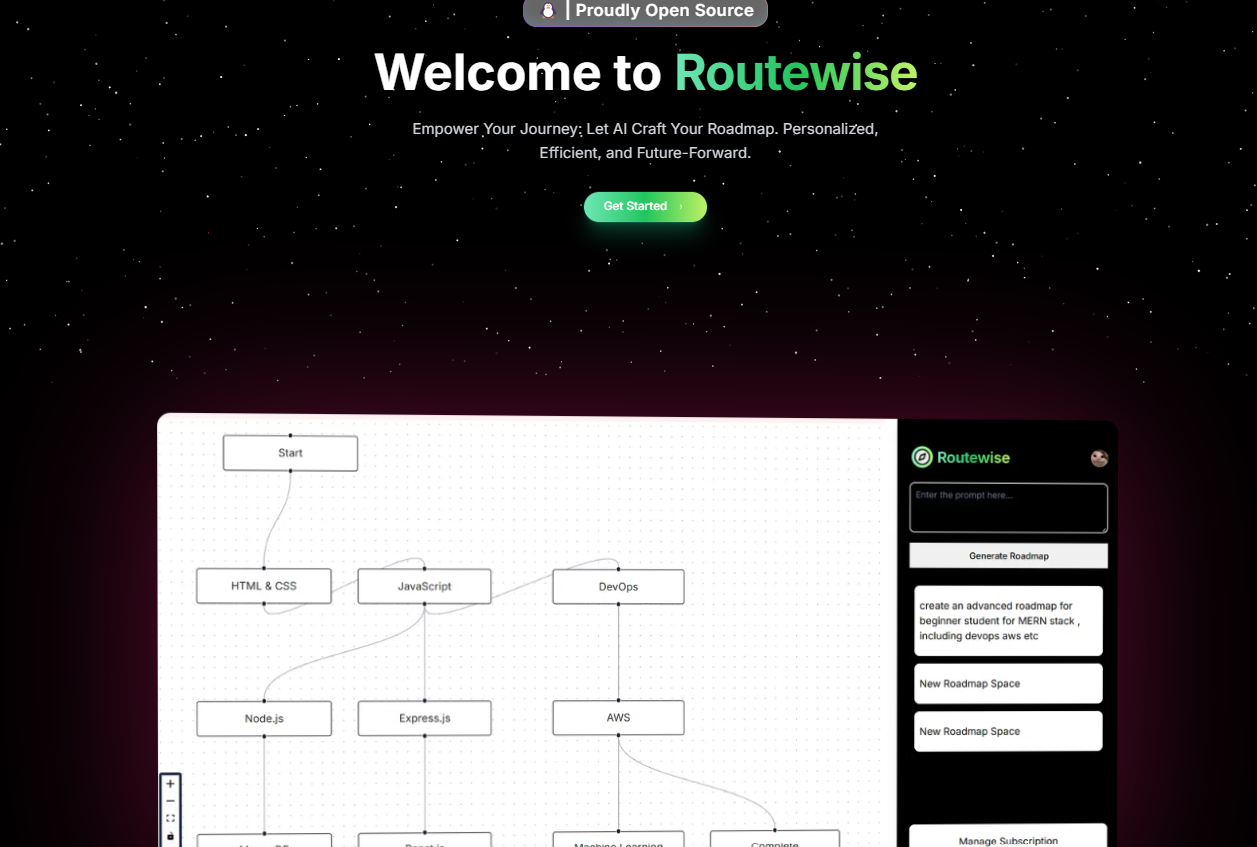 | Proudly Open Source
Welcome to Routewise
Empower Your Journey: Let AI Craft Your Roadmap. Personalized,
Efficient, and Future-Forward.
Get Started ›
Start
HTML & CSS
JavaScript
DevOps
Node.js
Express.js
AWS
Machine Learning
Complete
Routewise
Enter the prompt here...
Generate Roadmap
create an advanced roadmap for
beginner student for MERN stack ,
including devops aws etc
New Roadmap Space
New Roadmap Space
Manage Subscription